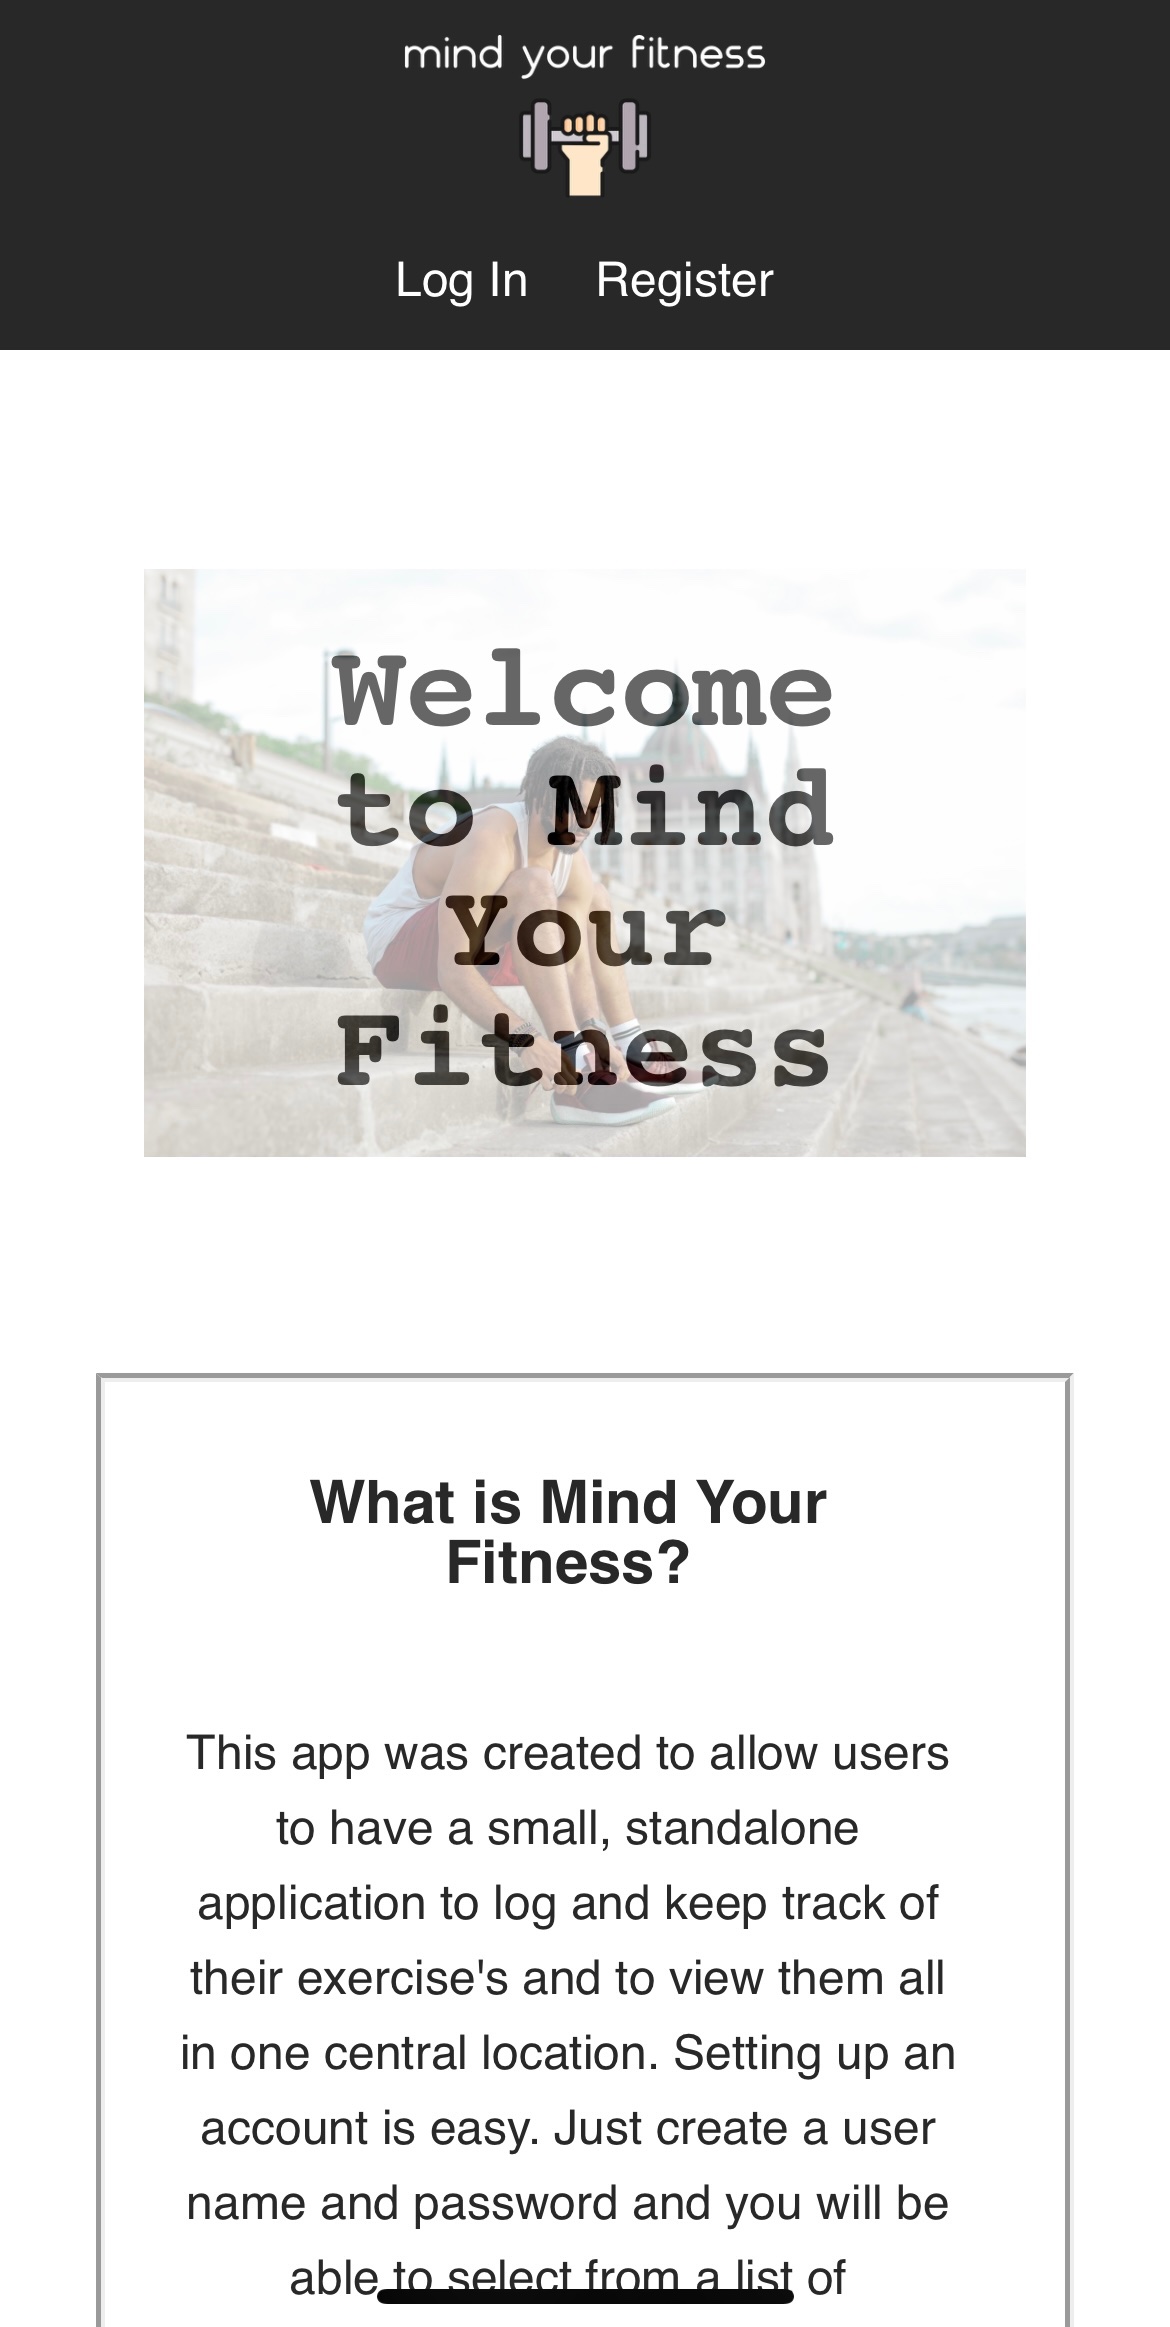 mind your fitness
Log In Register
Welcome
to Mind
Your
Fitness
What is Mind Your
Fitness?
This app was created to allow users
to have a small, standalone
application to log and keep track of
their exercise's and to view them all
in one central location. Setting up an
account is easy. Just create a user
name and password and you will be
able to select from a list of